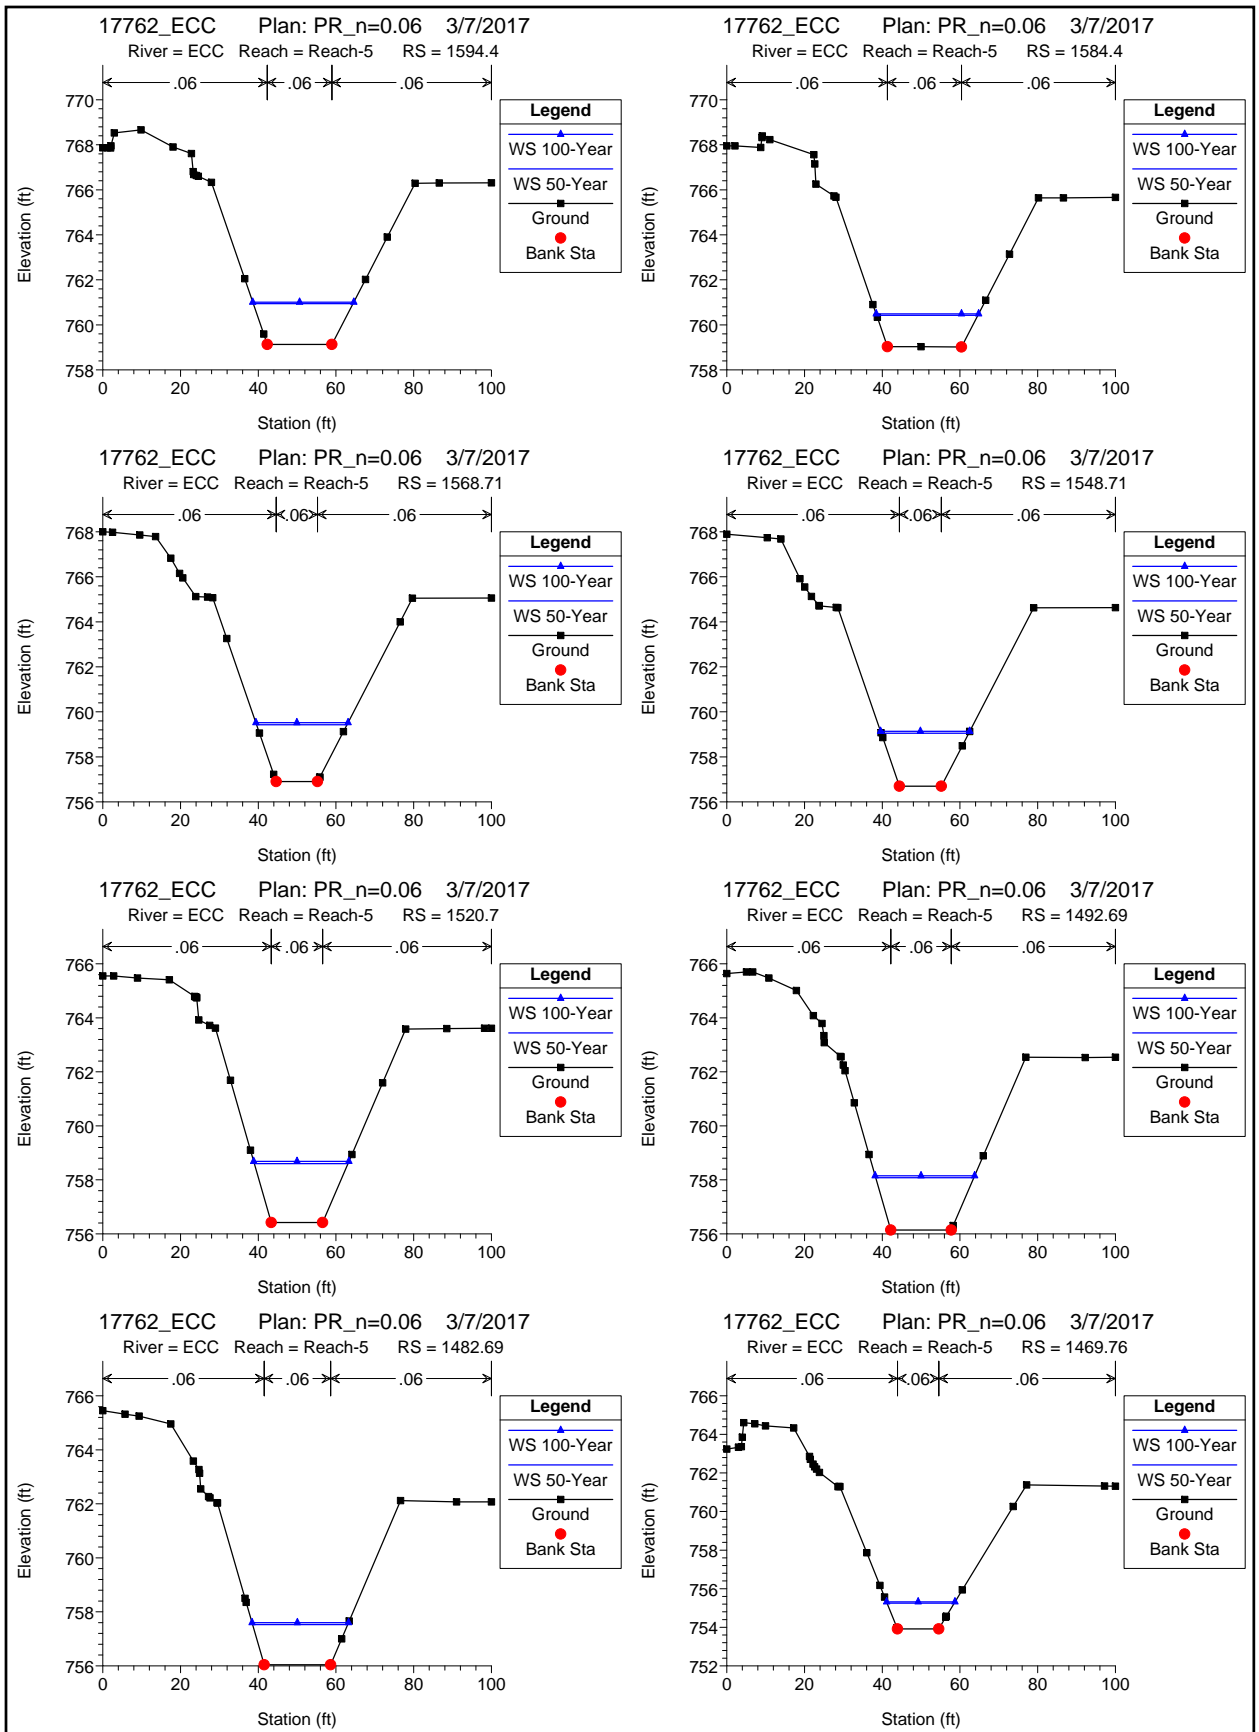 17762_ECC Plan: PR_n=0.06 3/7/2017
River = ECC Reach = Reach-5 RS = 1594.4
.06 .06 .06
770
768
766
764
762
760
758
0 20 40 60 80 100
Elevation (ft)
Station (ft)
Legend
WS 100-Year
WS 50-Year
Ground
Bank Sta
17762_ECC Plan: PR_n=0.06 3/7/2017
River = ECC Reach = Reach-5 RS = 1584.4
.06 .06 .06
770
768
766
764
762
760
758
0 20 40 60 80 100
Elevation (ft)
Station (ft)
Legend
WS 100-Year
WS 50-Year
Ground
Bank Sta
17762_ECC Plan: PR_n=0.06 3/7/2017
River = ECC Reach = Reach-5 RS = 1568.71
.06 .06 .06
768
766
764
762
760
758
756
0 20 40 60 80 100
Elevation (ft)
Station (ft)
Legend
WS 100-Year
WS 50-Year
Ground
Bank Sta
17762_ECC Plan: PR_n=0.06 3/7/2017
River = ECC Reach = Reach-5 RS = 1548.71
.06 .06 .06
768
766
764
762
760
758
756
0 20 40 60 80 100
Elevation (ft)
Station (ft)
Legend
WS 100-Year
WS 50-Year
Ground
Bank Sta
17762_ECC Plan: PR_n=0.06 3/7/2017
River = ECC Reach = Reach-5 RS = 1520.7
.06 .06 .06
766
764
762
760
758
756
0 20 40 60 80 100
Elevation (ft)
Station (ft)
Legend
WS 100-Year
WS 50-Year
Ground
Bank Sta
17762_ECC Plan: PR_n=0.06 3/7/2017
River = ECC Reach = Reach-5 RS = 1492.69
.06 .06 .06
766
764
762
760
758
756
0 20 40 60 80 100
Elevation (ft)
Station (ft)
Legend
WS 100-Year
WS 50-Year
Ground
Bank Sta
17762_ECC Plan: PR_n=0.06 3/7/2017
River = ECC Reach = Reach-5 RS = 1482.69
.06 .06 .06
766
764
762
760
758
756
0 20 40 60 80 100
Elevation (ft)
Station (ft)
Legend
WS 100-Year
WS 50-Year
Ground
Bank Sta
17762_ECC Plan: PR_n=0.06 3/7/2017
River = ECC Reach = Reach-5 RS = 1469.76
.06 .06 .06
766
764
762
760
758
756
754
752
0 20 40 60 80 100
Elevation (ft)
Station (ft)
Legend
WS 100-Year
WS 50-Year
Ground
Bank Sta